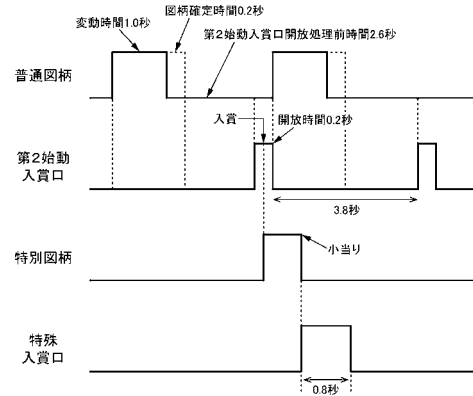 図柄確定時間0.2秒
変動時間1.0秒
第2始動入賞口開放処理前時間2.6秒
普通図柄
入賞
開放時間0.2秒
第2始動
入賞口
3.8秒
小当り
特別図柄
特殊
入賞口
0.8秒